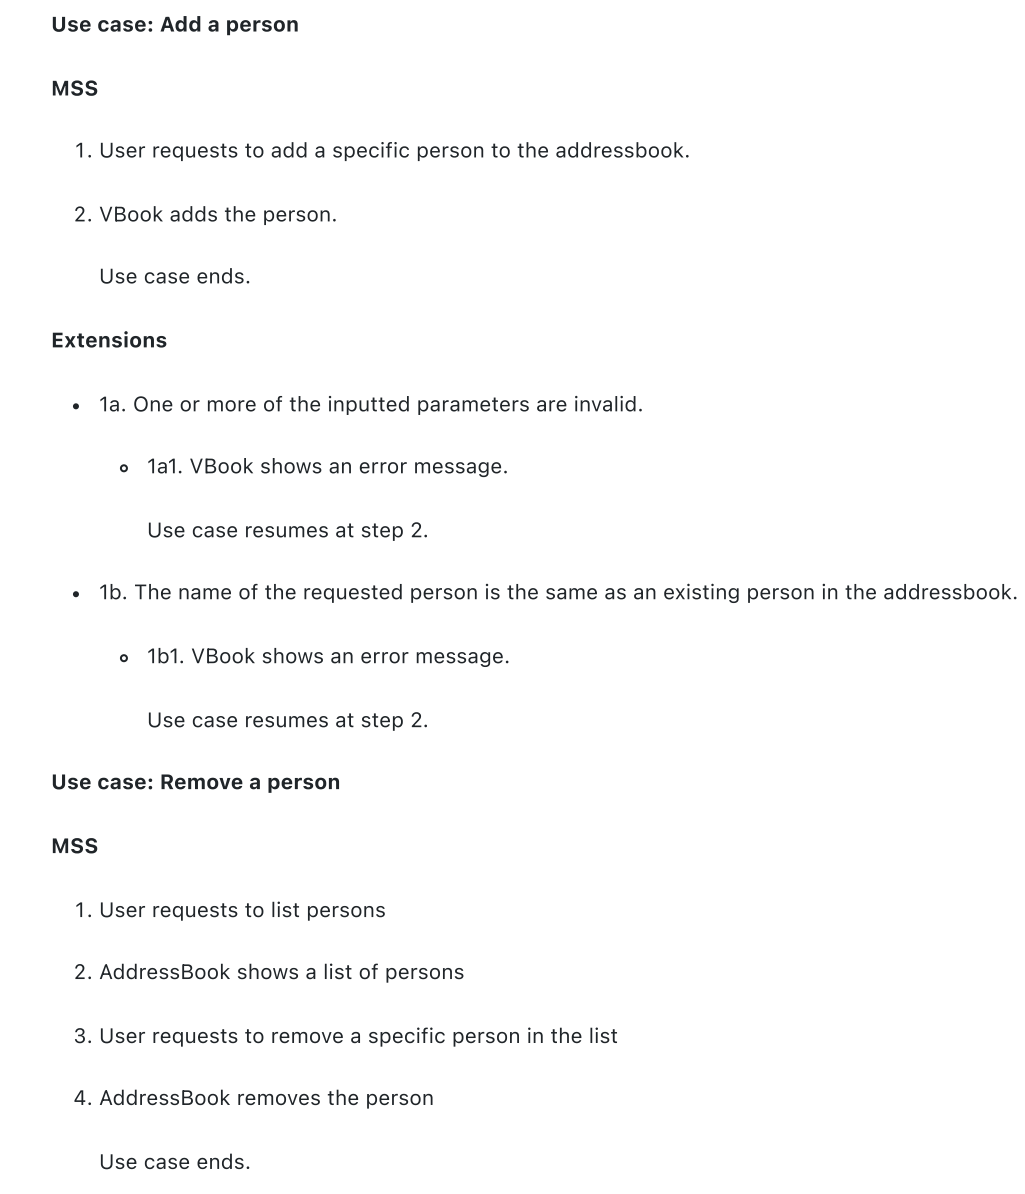 Use case: Add a person
MSS
1. User requests to add a specific person to the addressbook.
2. VBook adds the person.
Use case ends.
Extensions
• 1a. One or more of the inputted parameters are invalid.
◦ 1a1. VBook shows an error message.
Use case resumes at step 2.
• 1b. The name of the requested person is the same as an existing person in the addressbook.
◦ 1b1. VBook shows an error message.
Use case resumes at step 2.
Use case: Remove a person
MSS
1. User requests to list persons
2. AddressBook shows a list of persons
3. User requests to remove a specific person in the list
4. AddressBook removes the person
Use case ends.